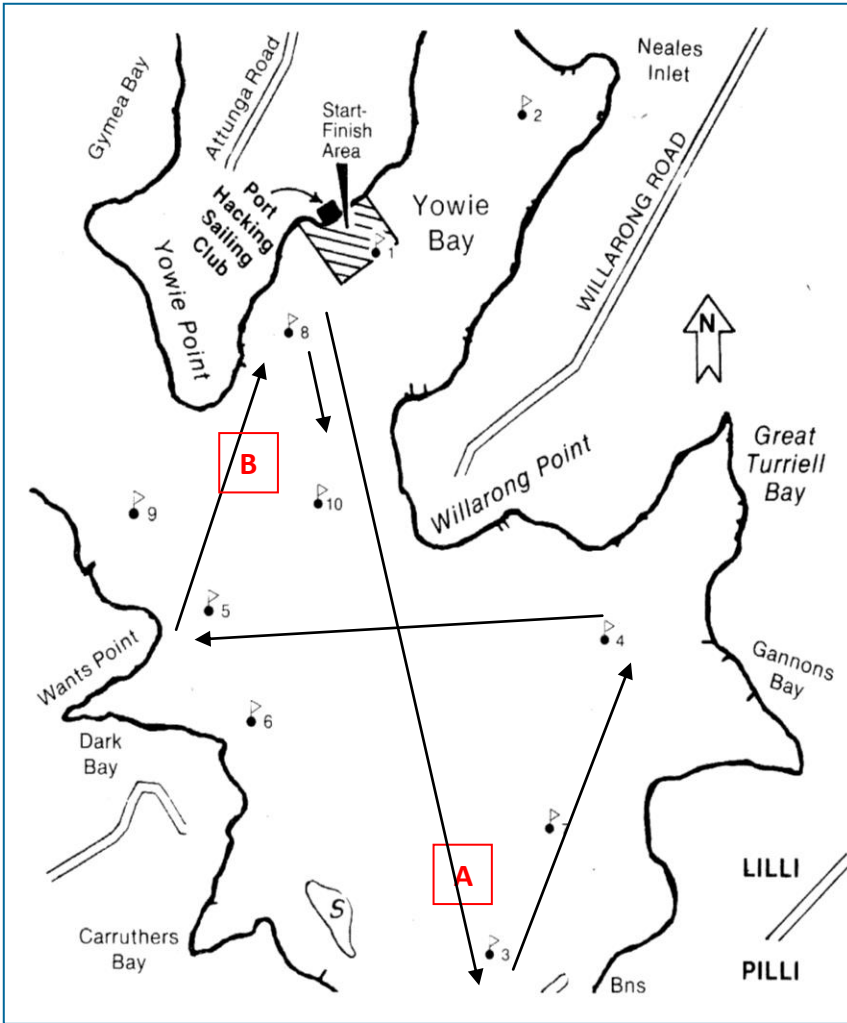 Gymea Bay
Attunga Road
Start-
Finish
Area
Port
Hacking
Sailing
Club
Yowie
Bay
Neales
Inlet
2
WILLARONG ROAD
1
Yowie Point
8
N
B
Willarong Point
Great
Turriell
Bay
9
10
5
4
Wants Point
Gannons
Bay
6
Dark
Bay
7
A
LILLI
S
Carruthers
Bay
3
PILLI
Bns